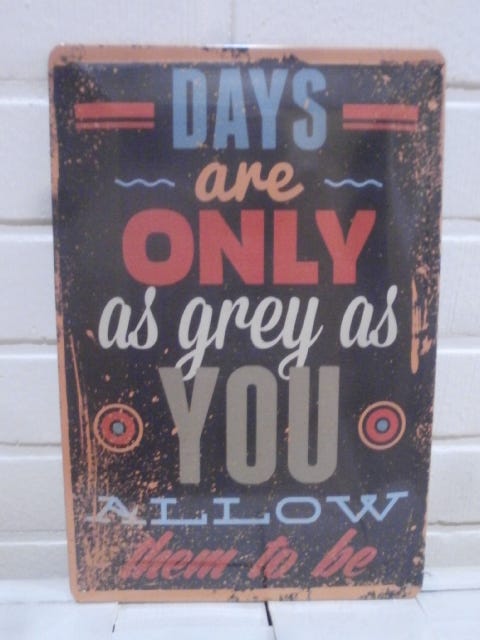 DAYS
are
ONLY
as grey as
YOU
ALLOW
them to be